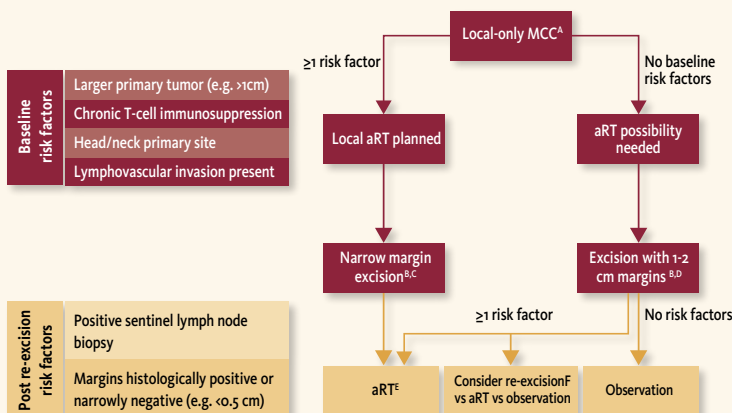 Local-only MCCᴬ
≥1 risk factor
No baseline
risk factors
Baseline
risk factors
Larger primary tumor (e.g. >1cm)
Chronic T-cell immunosuppression
Head/neck primary site
Lymphovascular invasion present
Local aRT planned
aRT possibility
needed
Narrow margin
excisionᴮ,ᶜ
Excision with 1-2
cm margins ᴮ,ᴰ
≥1 risk factor
No risk factors
Post re-excision
risk factors
Positive sentinel lymph node
biopsy
Margins histologically positive or
narrowly negative (e.g. <0.5 cm)
aRTᴱ
Consider re-excisionF
vs aRT vs observation
Observation